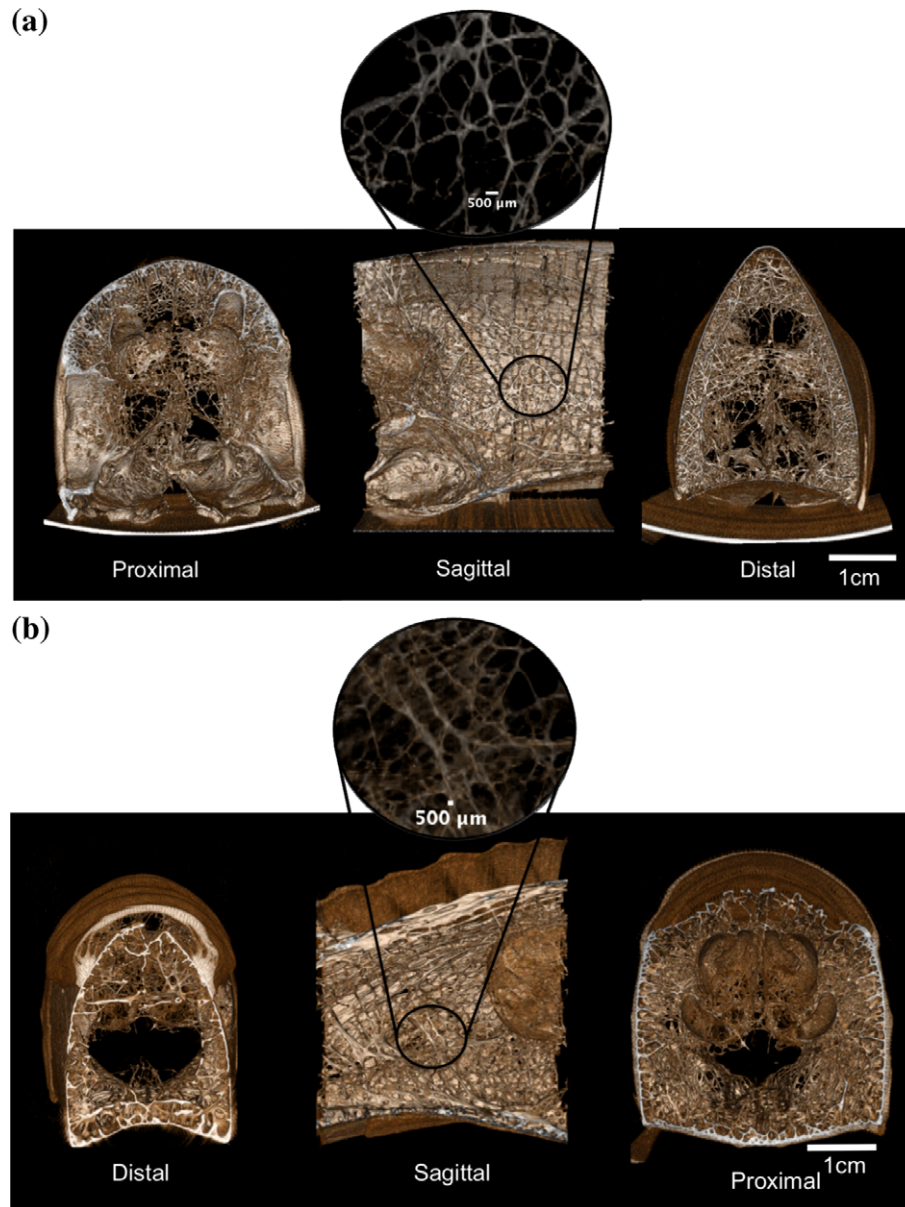 (a)
500 µm
Proximal
Sagittal
Distal
1cm
(b)
500 µm
Distal
Sagittal
Proximal
1cm